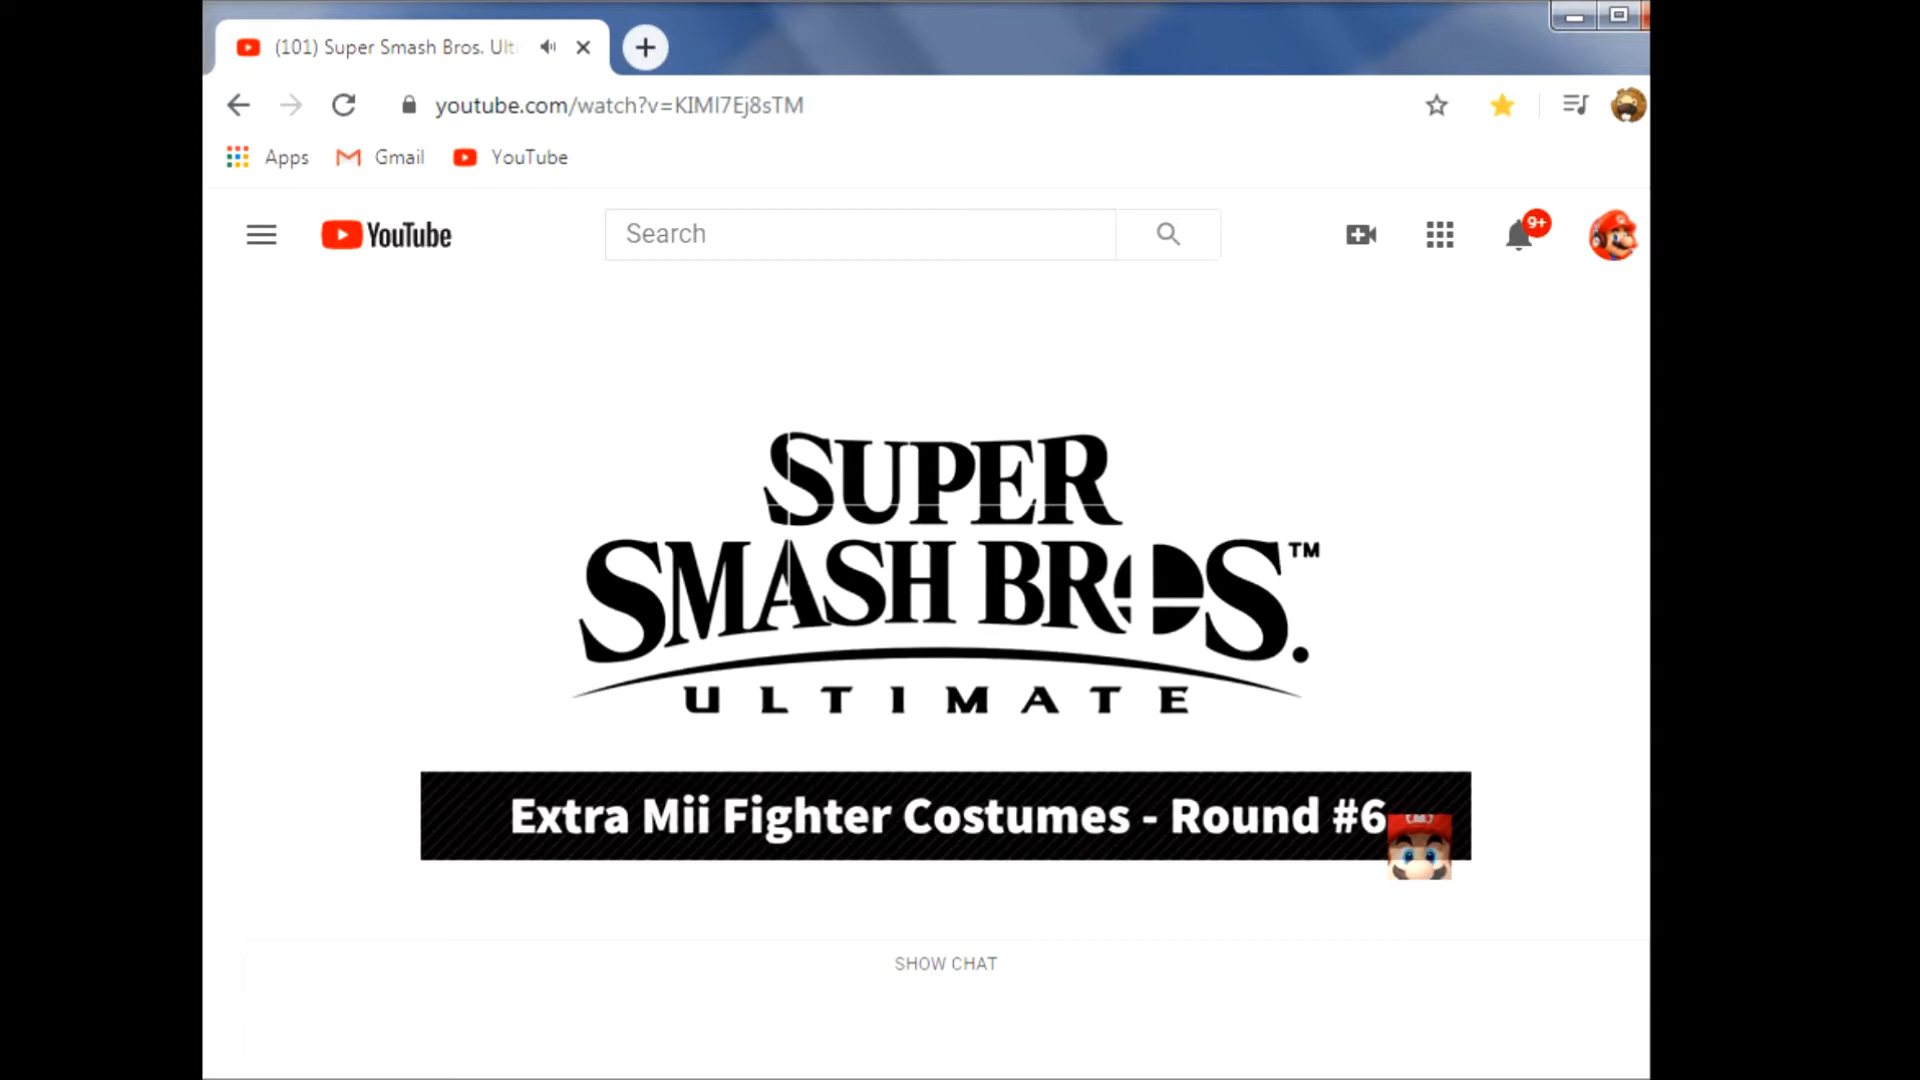 (101) Super Smash Bros. Ult
youtube.com/watch?v=KIMI7Ej8sTM
Apps Gmail YouTube
YouTube
Search
9+
SUPER
SMASH BROS.™
ULTIMATE
Extra Mii Fighter Costumes - Round #6
M
SHOW CHAT